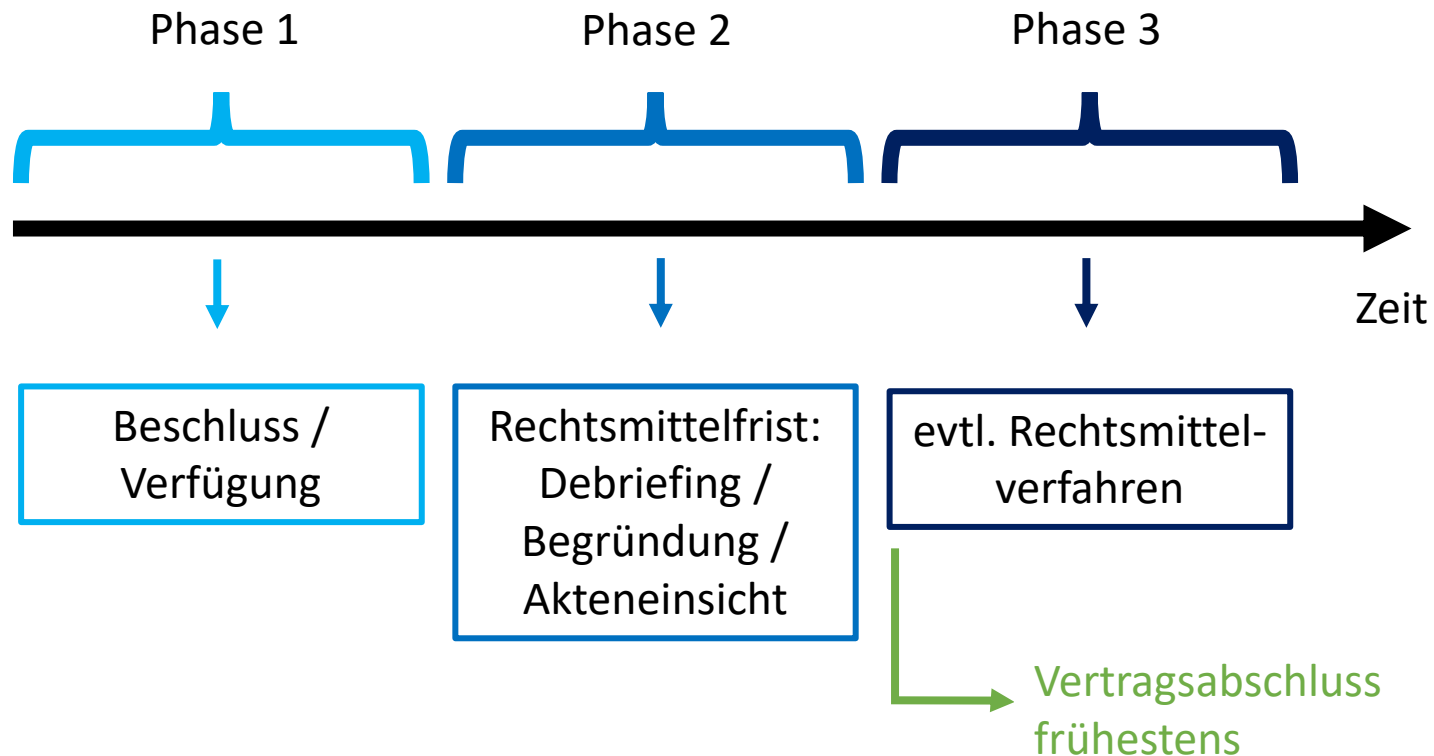 Phase 1
Phase 2
Phase 3
Zeit
Beschluss /
Verfügung
Rechtsmittelfrist:
Debriefing /
Begründung /
Akteneinsicht
evtl. Rechtsmittel-
verfahren
Vertragsabschluss
frühestens